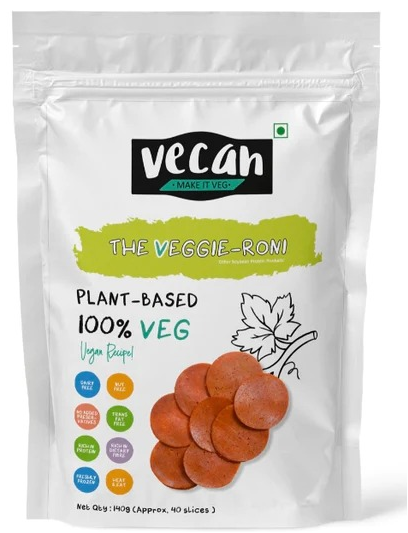 vecan
• MAKE IT VEG •
THE VEGGIE-RONI
PLANT-BASED
100% VEG
Vegan Recipe!
DAIRY
FREE
NUT
FREE
NO ADDED
PRESER-
VATIVES
TRANS
FAT
FREE
RICH IN
PROTEIN
RICH IN
DIETARY
FIBRE
FRESHLY
FROZEN
HEAT
& EAT
Net Qty : 140g (Approx. 40 slices )